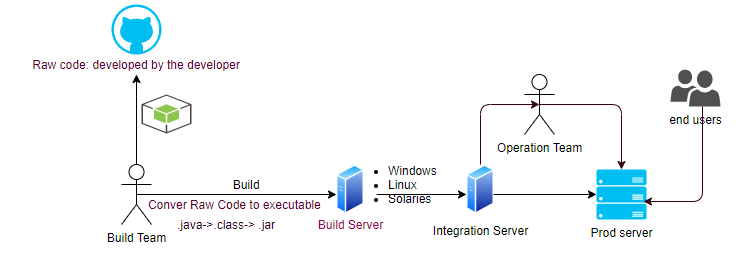 Raw code: developed by the developer
end users
Operation Team
Build
Windows
Linux
Solaries
Conver Raw Code to executable
.java->.class-> .jar
Build Server
Build Team
Integration Server
Prod server